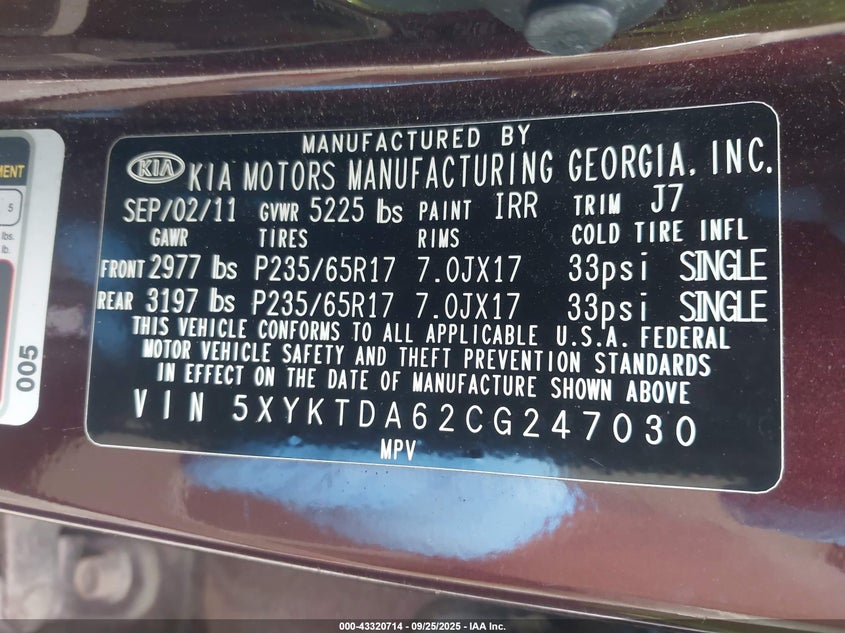 MENT
5
lbs.
lb.
005
MANUFACTURED BY
KIA KIA MOTORS MANUFACTURING GEORGIA, INC.
SEP/02/11 GVWR 5225 lbs PAINT IRR TRIM J7
GAWR TIRES RIMS COLD TIRE INFL
FRONT 2977 lbs P235/65R17 7.0JX17 33psi SINGLE
REAR 3197 lbs P235/65R17 7.0JX17 33psi SINGLE
THIS VEHICLE CONFORMS TO ALL APPLICABLE U.S.A. FEDERAL
MOTOR VEHICLE SAFETY AND THEFT PREVENTION STANDARDS
IN EFFECT ON THE DATE OF MANUFACTURE SHOWN ABOVE
VIN 5XYKTDA62CG247030
MPV
000-43320714 - 09/25/2025 - IAA Inc.